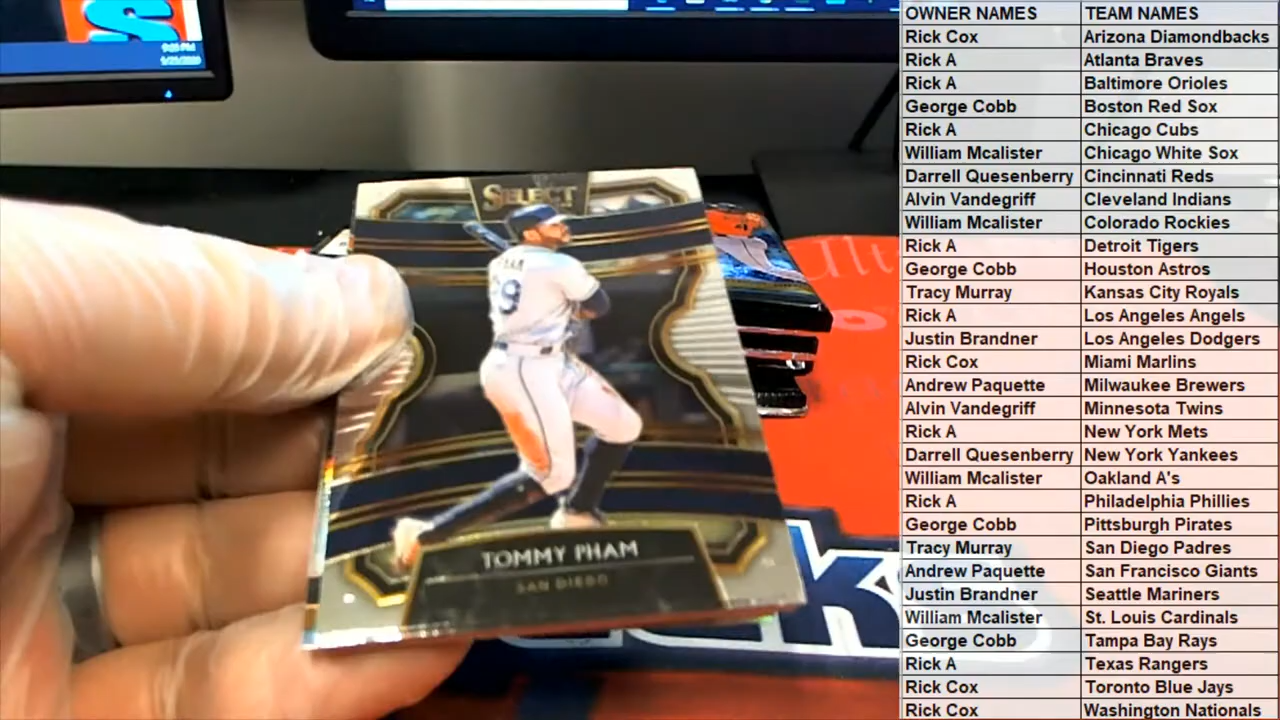 9:05 PM
SELECT
PHAM
29
TOMMY PHAM
SAN DIEGO
OWNER NAMES TEAM NAMES
Rick Cox Arizona Diamondbacks
Rick A Atlanta Braves
Rick A Baltimore Orioles
George Cobb Boston Red Sox
Rick A Chicago Cubs
William Mcalister Chicago White Sox
Darrell Quesenberry Cincinnati Reds
Alvin Vandegriff Cleveland Indians
William Mcalister Colorado Rockies
Rick A Detroit Tigers
George Cobb Houston Astros
Tracy Murray Kansas City Royals
Rick A Los Angeles Angels
Justin Brandner Los Angeles Dodgers
Rick Cox Miami Marlins
Andrew Paquette Milwaukee Brewers
Alvin Vandegriff Minnesota Twins
Rick A New York Mets
Darrell Quesenberry New York Yankees
William Mcalister Oakland A's
Rick A Philadelphia Phillies
George Cobb Pittsburgh Pirates
Tracy Murray San Diego Padres
Andrew Paquette San Francisco Giants
Justin Brandner Seattle Mariners
William Mcalister St. Louis Cardinals
George Cobb Tampa Bay Rays
Rick A Texas Rangers
Rick Cox Toronto Blue Jays
Rick Cox Washington Nationals